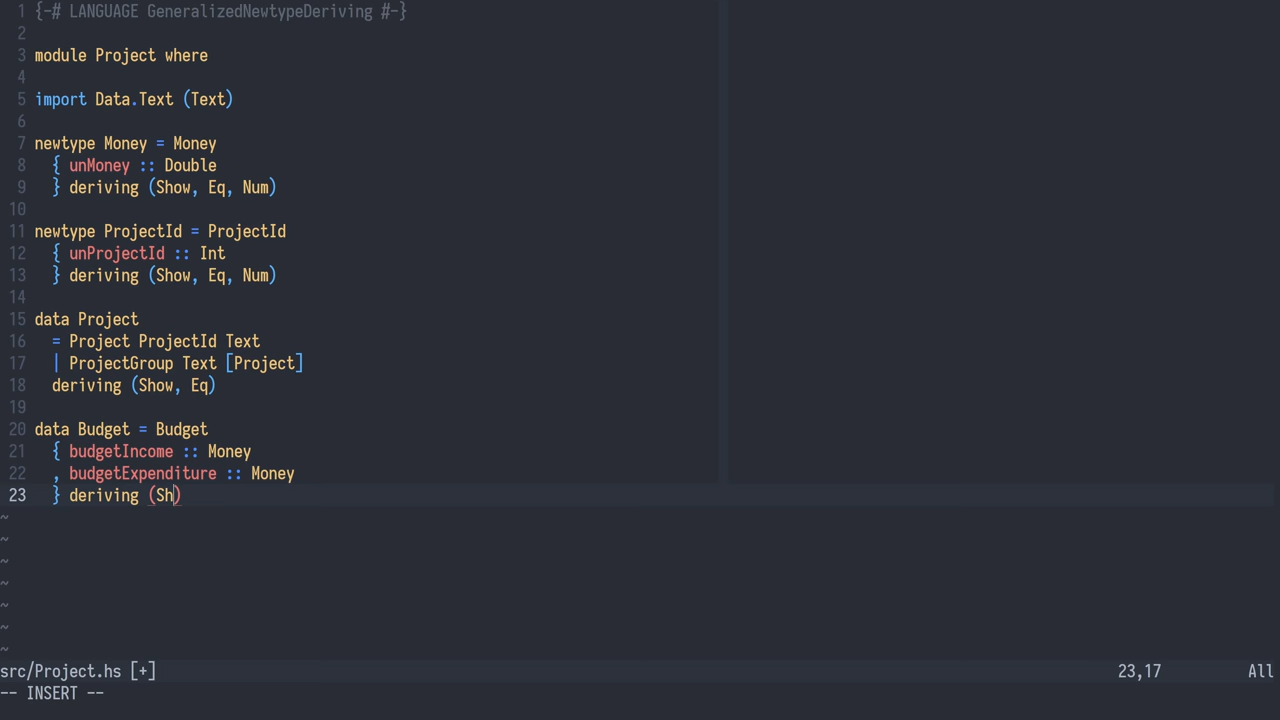 1 {-# LANGUAGE GeneralizedNewtypeDeriving #-}
2
3 module Project where
4
5 import Data.Text (Text)
6
7 newtype Money = Money
8   { unMoney :: Double
9   } deriving (Show, Eq, Num)
10
11 newtype ProjectId = ProjectId
12   { unProjectId :: Int
13   } deriving (Show, Eq, Num)
14
15 data Project
16   = Project ProjectId Text
17   | ProjectGroup Text [Project]
18   deriving (Show, Eq)
19
20 data Budget = Budget
21   { budgetIncome :: Money
22   , budgetExpenditure :: Money
23   } deriving (Sh)
~
~
~
~
~
~
~
src/Project.hs [+] 23,17 All
-- INSERT --